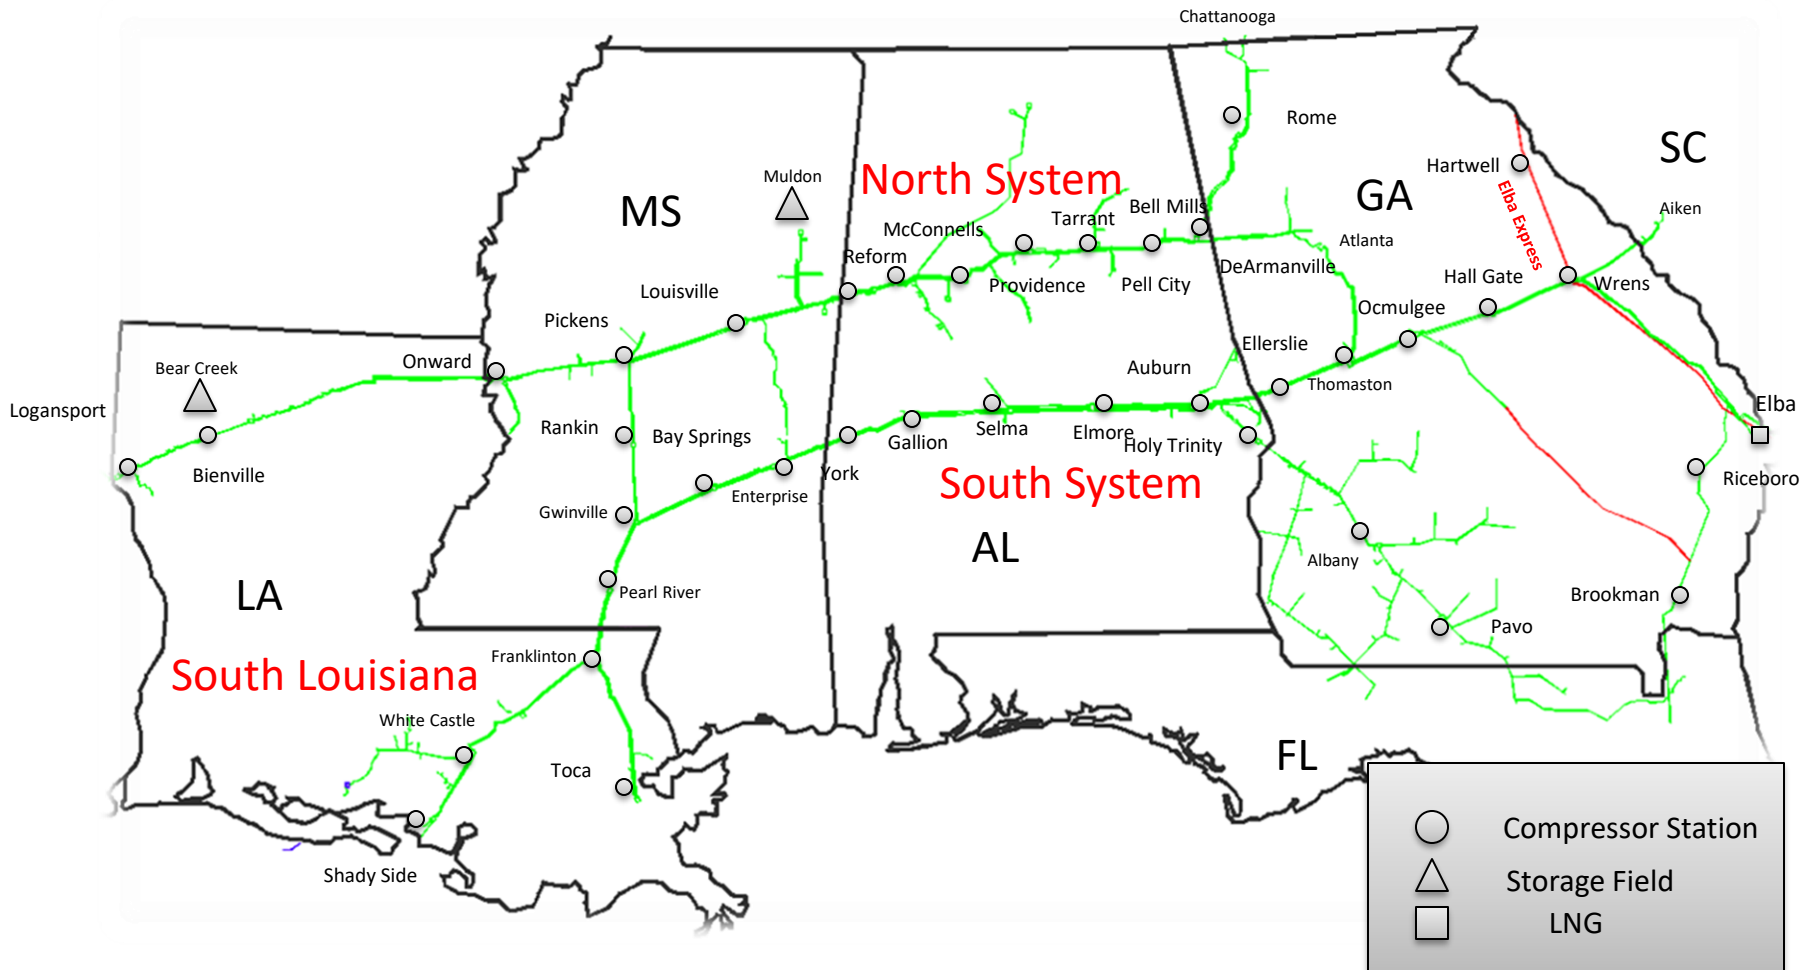 Chattanooga
Rome
SC
Hartwell
Muldon
North System
GA
MS
Elba Express
Aiken
Bell Mills
Tarrant
McConnells
Atlanta
Reform
DeArmanville
Hall Gate
Wrens
Providence
Pell City
Louisville
Ocmulgee
Pickens
Ellerslie
Onward
Bear Creek
Auburn
Thomaston
Logansport
Elba
Rankin
Bay Springs
Gallion
Selma
Elmore
Holy Trinity
Bienville
York
South System
Riceboro
Enterprise
Gwinville
AL
Albany
LA
Pearl River
Brookman
Pavo
Franklinton
South Louisiana
White Castle
FL
Toca
Shady Side
Compressor Station
Storage Field
LNG